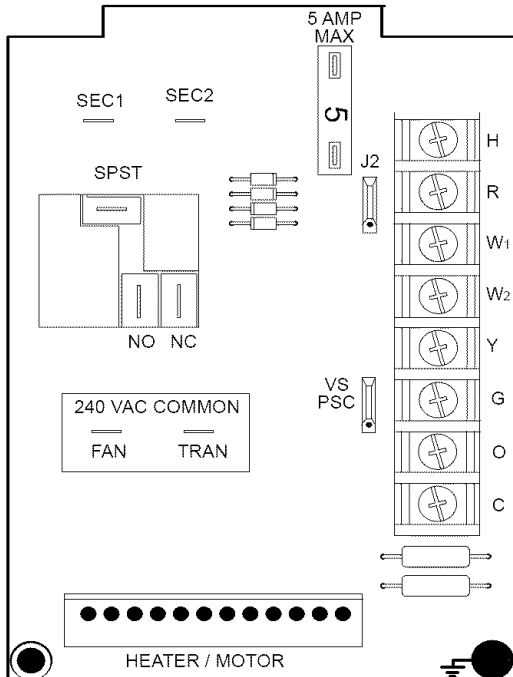 5 AMP
MAX
SEC1
SEC2
5
J2
SPST
NO
NC
H
R
W1
W2
Y
G
O
C
VS
PSC
240 VAC COMMON
FAN
TRAN
HEATER / MOTOR